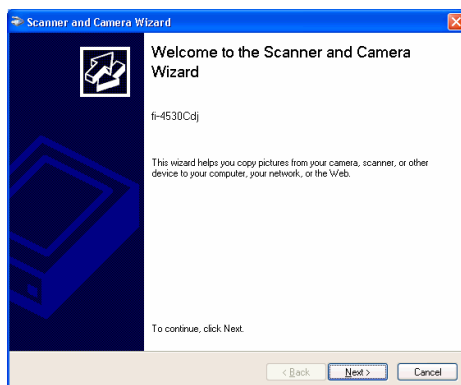 Scanner and Camera Wizard
Welcome to the Scanner and Camera
Wizard
fi-4530Cdj
This wizard helps you copy pictures from your camera, scanner, or other
device to your computer, your network, or the Web.
To continue, click Next.
< Back Next > Cancel